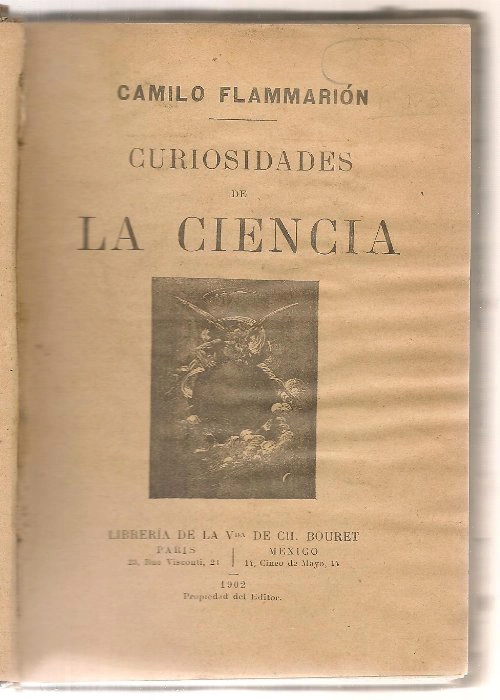 CAMILO FLAMMARIÓN
CURIOSIDADES
DE
LA CIENCIA
LIBRERÍA DE LA Vda DE CH. BOURET
PARIS
23, Rue Visconti, 23
MEXICO
14, Cinco de Mayo, 14
1902
Propiedad del Editor.